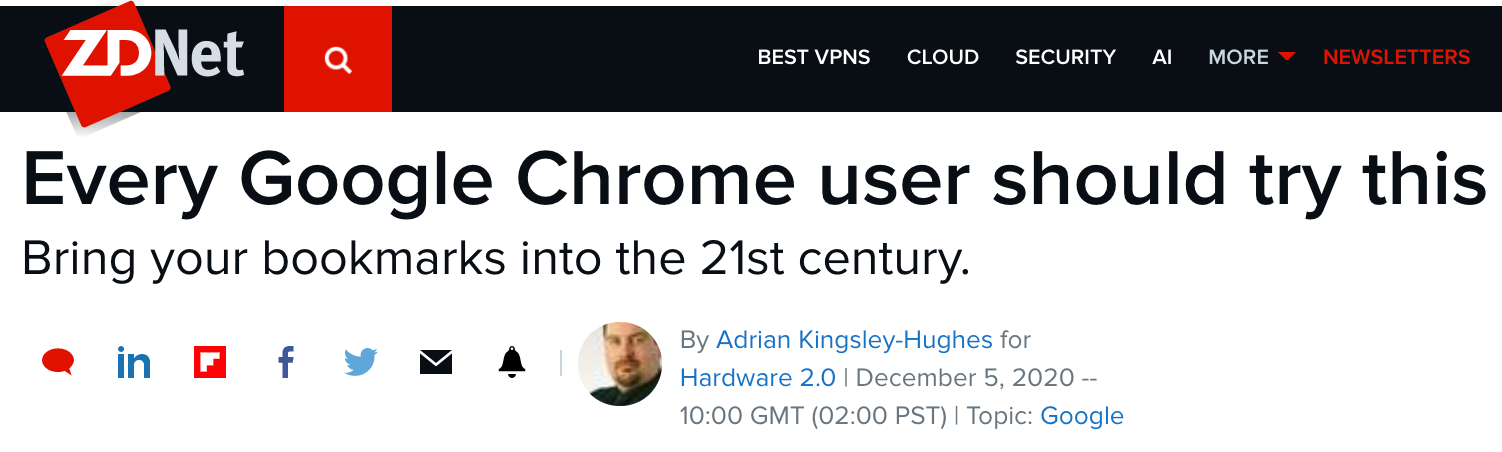 ZDNet
BEST VPNS CLOUD SECURITY AI MORE NEWSLETTERS
Every Google Chrome user should try this
Bring your bookmarks into the 21st century.
By Adrian Kingsley-Hughes for
Hardware 2.0 | December 5, 2020 --
10:00 GMT (02:00 PST) | Topic: Google